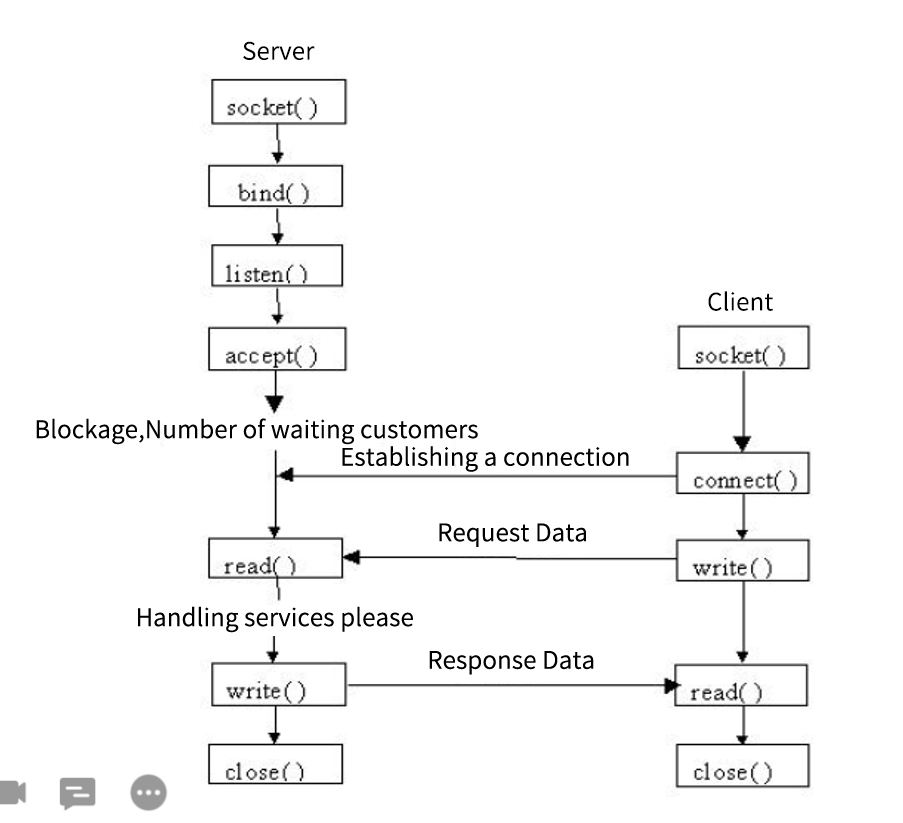 Server
socket( )
bind( )
listen( )
accept( )
Blockage,Number of waiting customers
Client
socket( )
Establishing a connection
connect( )
Request Data
read( )
write( )
Handling services please
Response Data
write( )
read( )
close( )
close( )